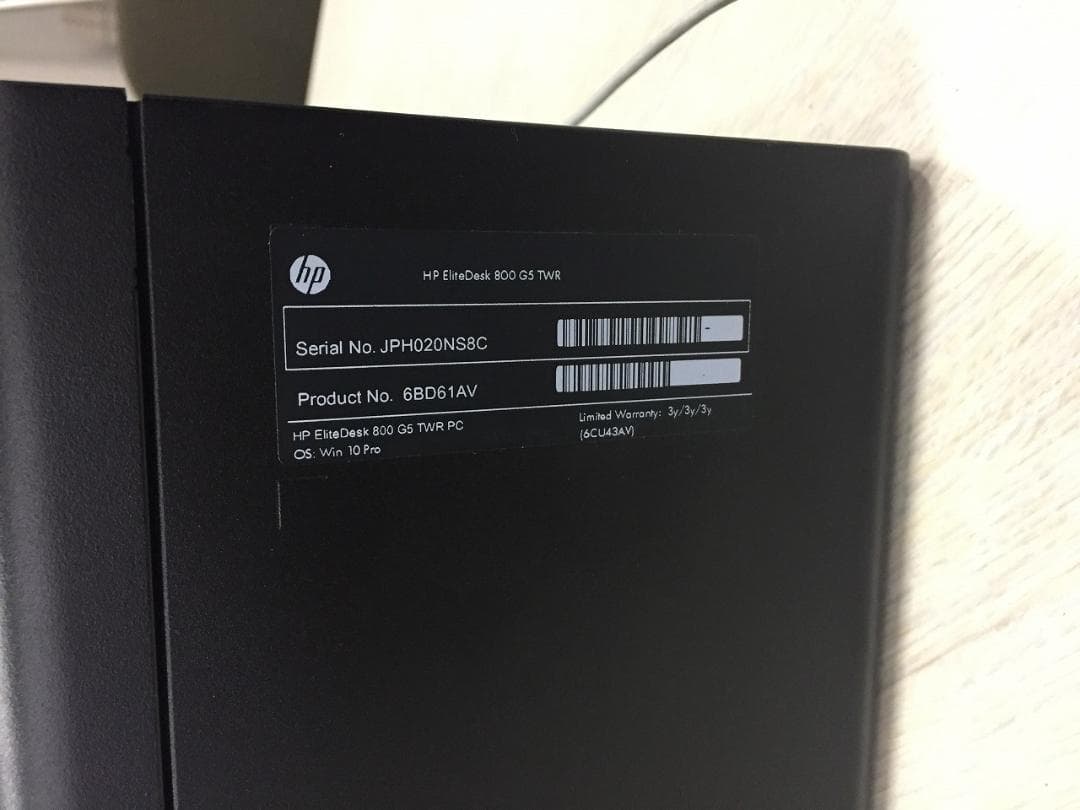 hp
HP EliteDesk 800 G5 TWR
Serial No. JPH020NS8C
Product No. 6BD61AV
HP EliteDesk 800 G5 TWR PC
OS: Win 10 Pro
Limited Warranty: 3y/3y/3y
(6CU43AV)